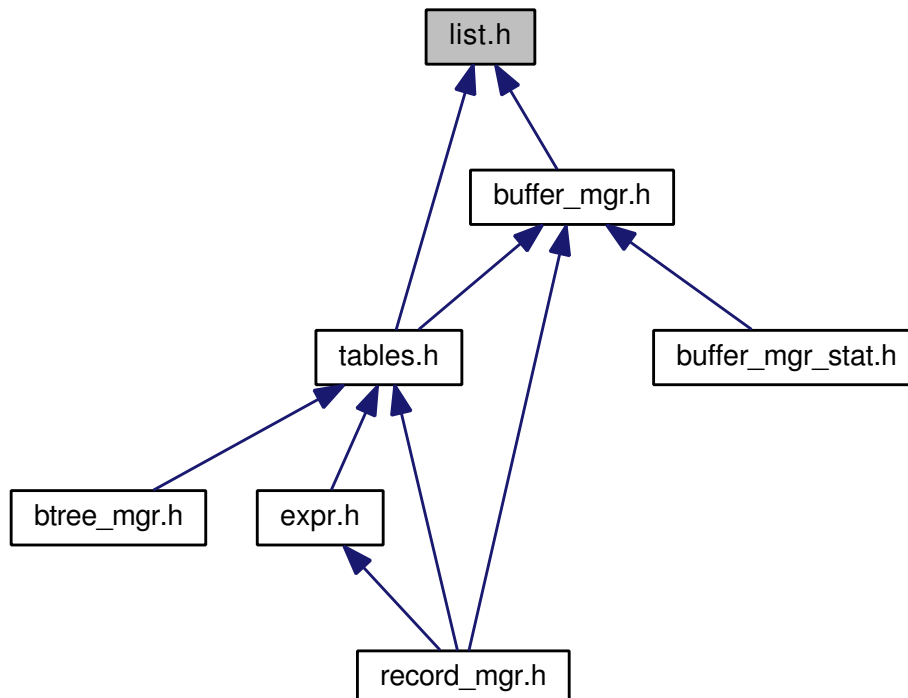 list.h
buffer_mgr.h
tables.h
buffer_mgr_stat.h
btree_mgr.h
expr.h
record_mgr.h